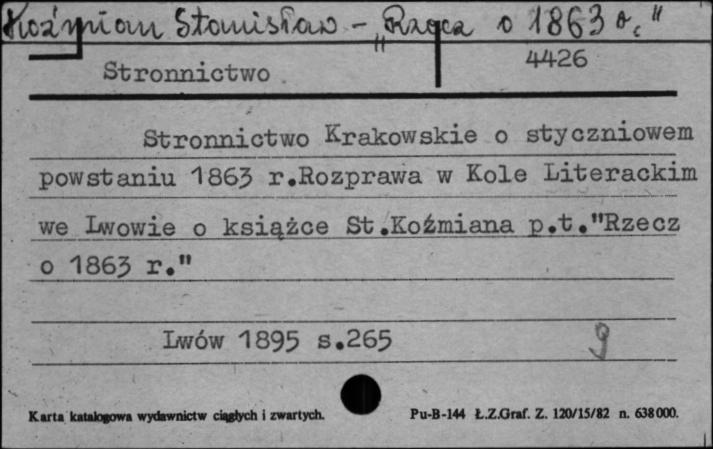 Koźmian Stanisław - "Rzecz o 1863 r."
Stronnictwo
4426
Stronnictwo Krakowskie o styczniowem
powstaniu 1863 r.Rozprawa w Kole Literackim
we Lwowie o książce St.Koźmiana p.t."Rzecz
o 1863 r."
Lwów 1895 s.265
g
Karta katalogowa wydawnictw ciągłych i zwartych.
Pu-B-144 Ł.Z.Graf. Z. 120/15/82 n. 638000.